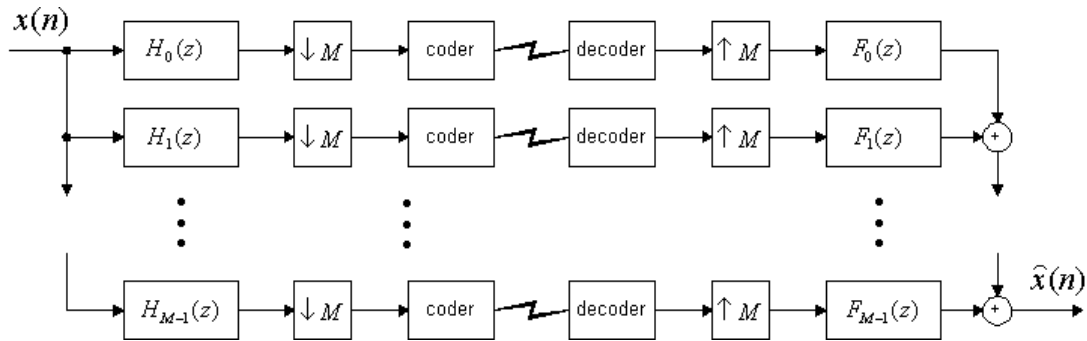 x(n)
H₀(z) ↓ M coder decoder ↑ M F₀(z)
H₁(z) ↓ M coder decoder ↑ M F₁(z) +
H_{M-1}(z) ↓ M coder decoder ↑ M F_{M-1}(z) + x̂(n)